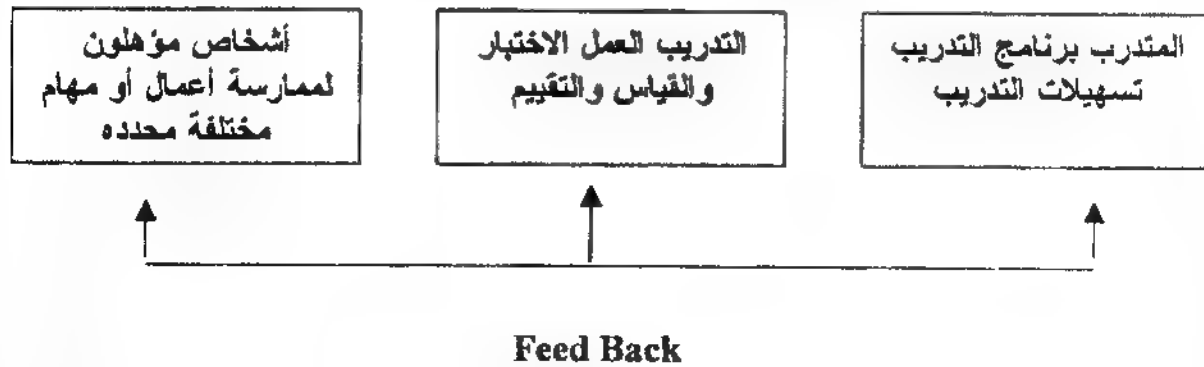 المتدرب برنامج التدريب
تسهيلات التدريب
التدريب العمل الاختبار
والقياس والتقييم
أشخاص مؤهلون
لممارسة أعمال أو مهام
مختلفة محدده
Feed Back